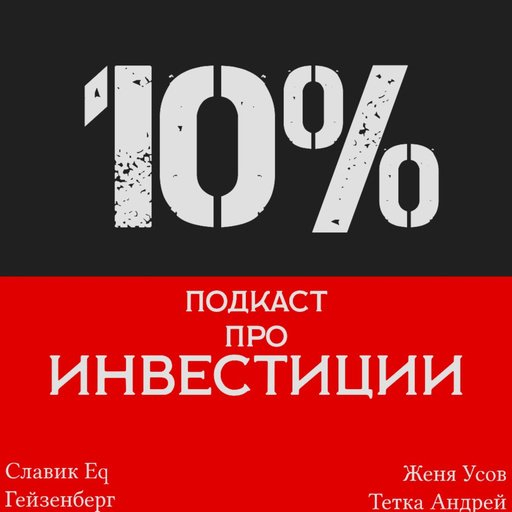 10%
ПОДКАСТ
ПРО
ИНВЕСТИЦИИ
Славик Eq
Гейзенберг
Женя Усов
Тетка Андрей